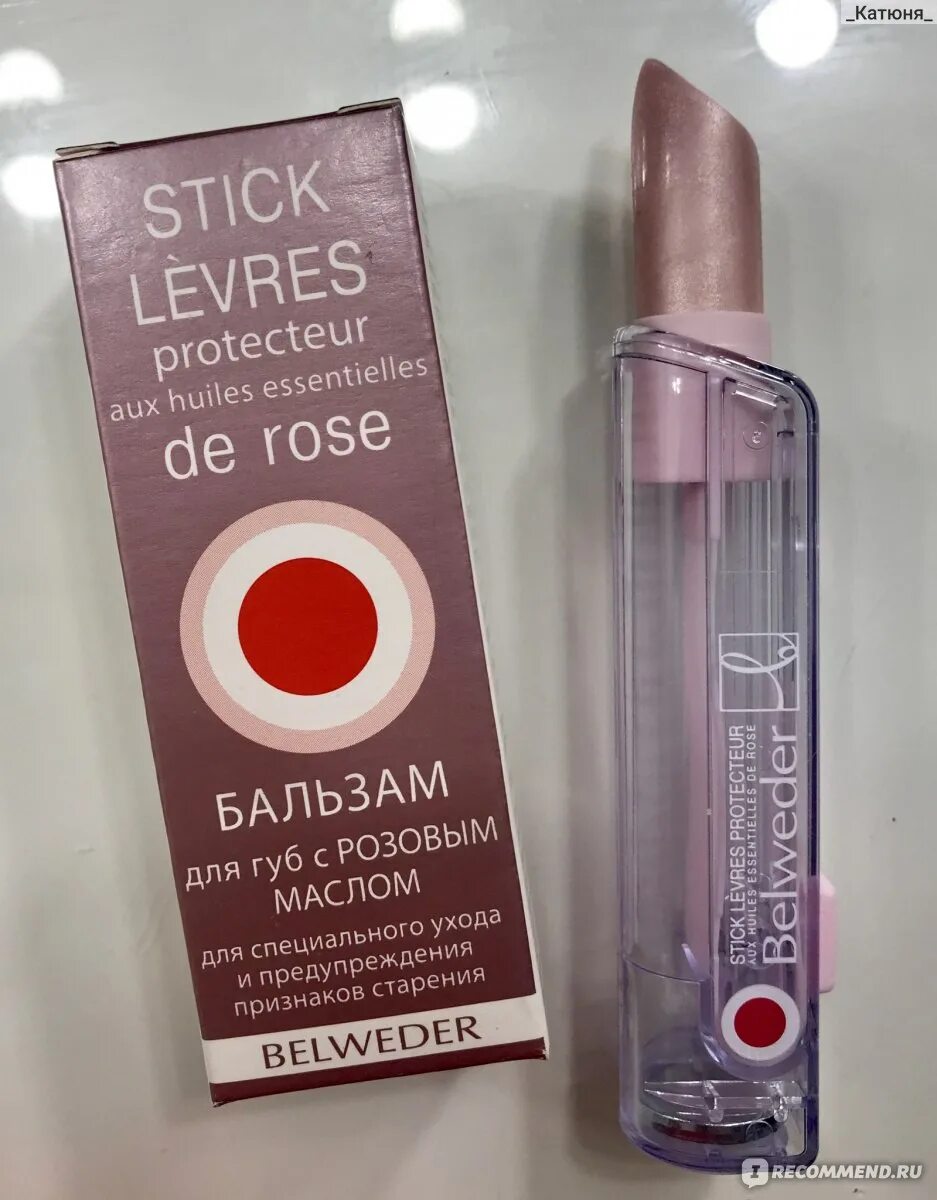 _Катюня_
STICK
LÈVRES
protecteur
aux huiles essentielles
de rose
БАЛЬЗАМ
для губ с РОЗОВЫМ
МАСЛОМ
для специального ухода
и предупреждения
признаков старения
BELWEDER
STICK LÈVRES PROTECTEUR
AUX HUILES ESSENTIELLES DE ROSE
Belweder
I RECOMMEND.RU